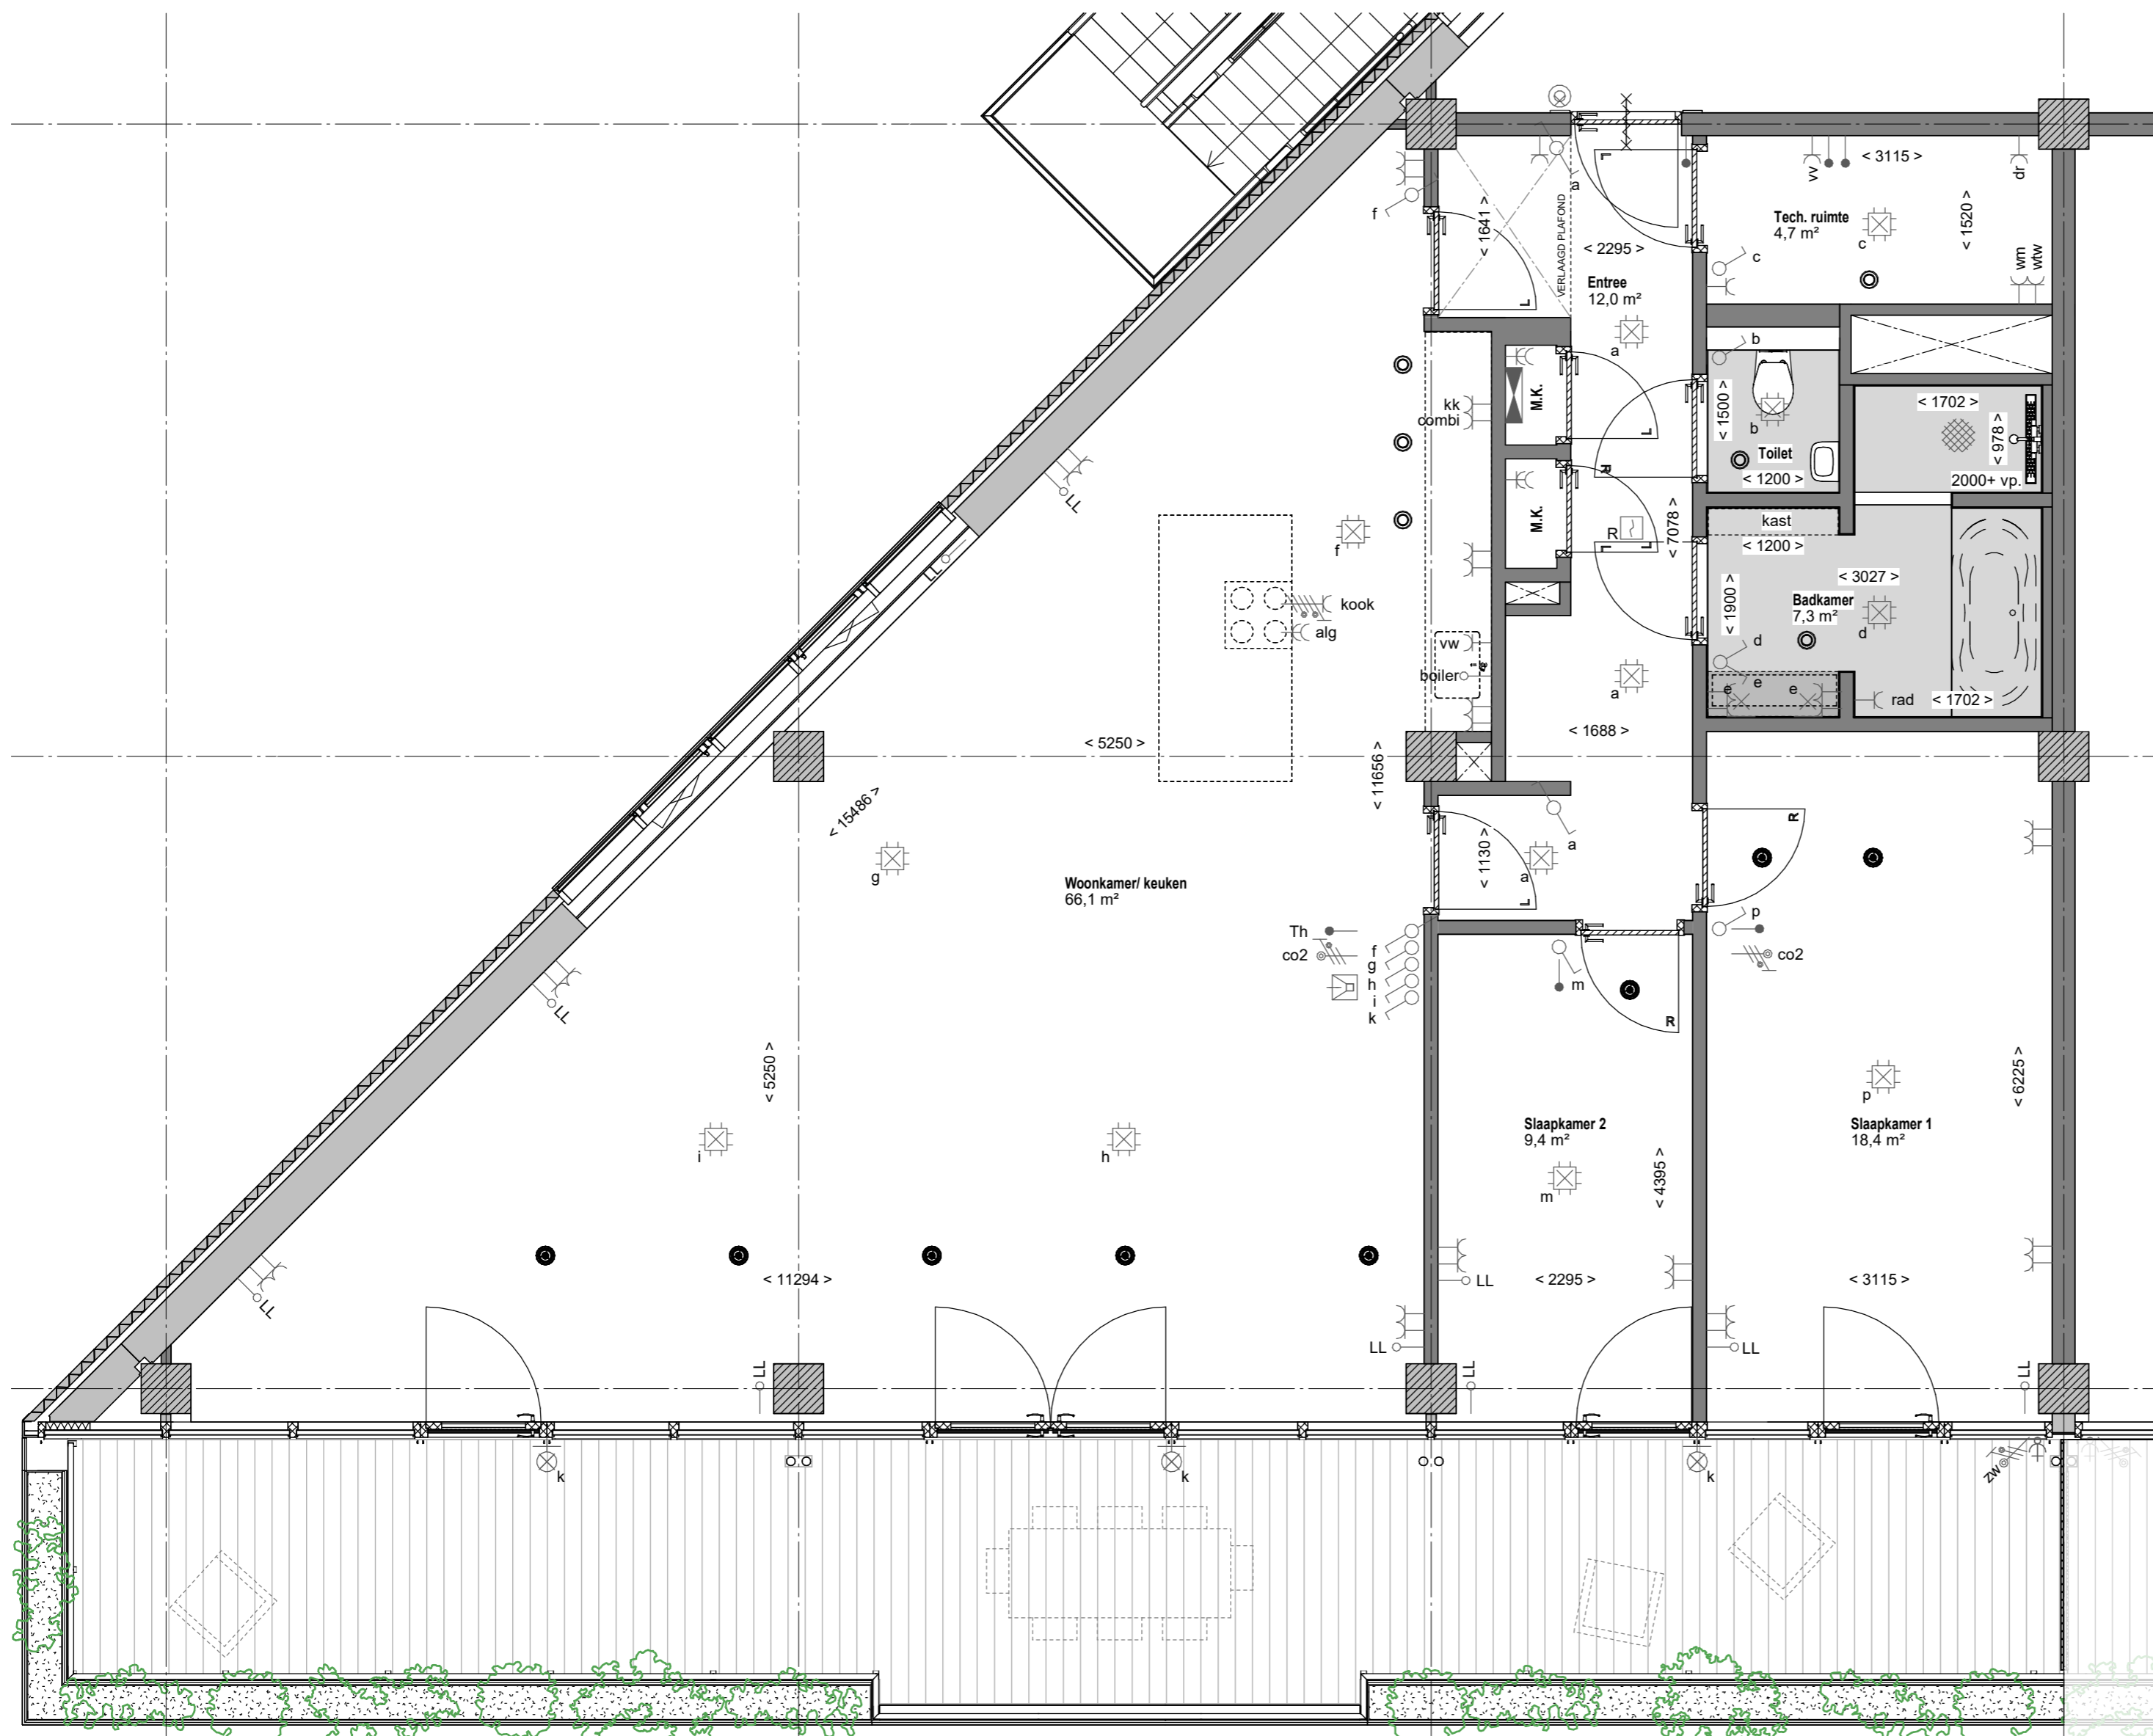 < 3115 >
vv
dr
a
f
< 1641 >
VERLAAGD PLAFOND
L
Tech. ruimte
4,7 m²
c
< 1520 >
< 2295 >
c
wm
wtw
Entree
12,0 m²
L
a
b
M.K.
kk
combi
L
< 1500 >
b
Toilet
< 1200 >
< 1702 >
< 978 >
2000+ vp.
R
LL
M.K.
R
< 7078 >
kast
< 1200 >
f
L
L
LL
< 3027 >
kook
alg
< 1900 >
Badkamer
7,3 m²
d
d
vw
boiler
a
e
e
e
rad
< 1702 >
< 5250 >
< 1688 >
< 11656 >
< 15486 >
R
a
< 1130 >
a
g
Woonkamer/ keuken
66,1 m²
L
p
Th
co2
f
g
h
i
k
co2
m
LL
R
< 5250 >
< 6225 >
p
Slaapkamer 2
9,4 m²
Slaapkamer 1
18,4 m²
i
h
< 4395 >
m
< 11294 >
LL
< 2295 >
< 3115 >
LL
LL
LL
LL
LL
LL
k
k
k
zw